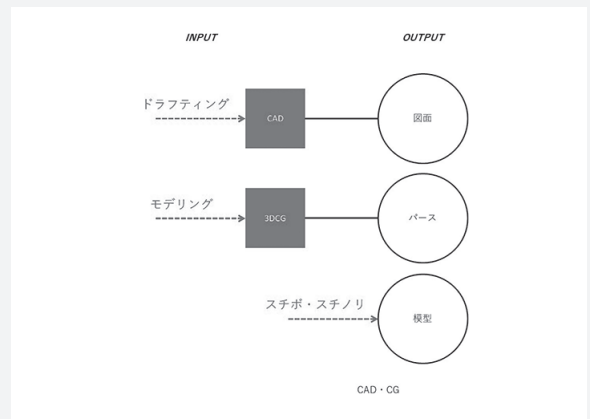 INPUT
OUTPUT
ドラフティング
CAD
図面
モデリング
3DCG
パース
スチボ・スチノリ
模型
CAD・CG